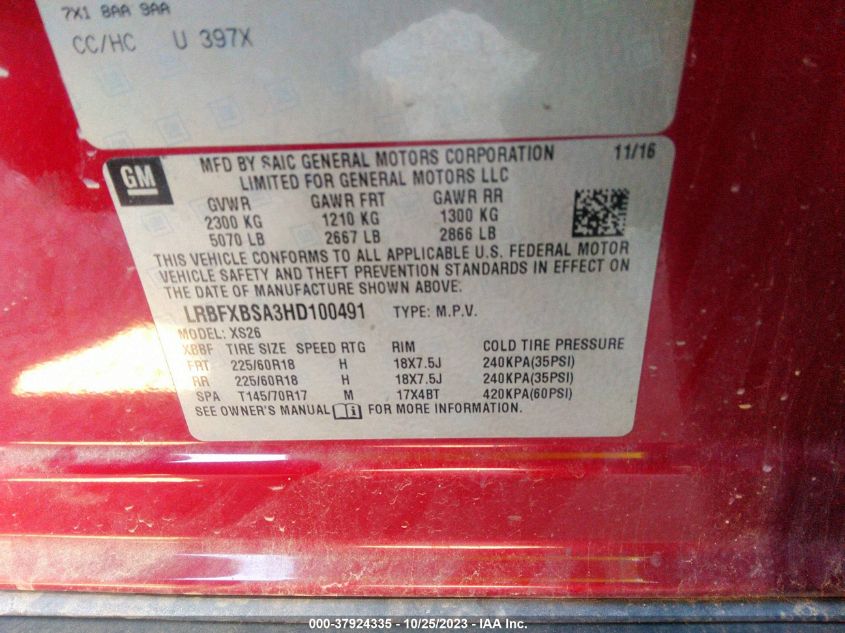 7X1 8AA 9AA
CC/HC U 397X
GM
MFD BY SAIC GENERAL MOTORS CORPORATION 11/16
LIMITED FOR GENERAL MOTORS LLC
GVWR GAWR FRT GAWR RR
2300 KG 1210 KG 1300 KG
5070 LB 2667 LB 2866 LB
THIS VEHICLE CONFORMS TO ALL APPLICABLE U.S. FEDERAL MOTOR
VEHICLE SAFETY AND THEFT PREVENTION STANDARDS IN EFFECT ON
THE DATE OF MANUFACTURE SHOWN ABOVE.
LRBFXBSA3HD100491 TYPE: M.P.V.
MODEL: XS26
XBBF TIRE SIZE SPEED RTG RIM COLD TIRE PRESSURE
FRT 225/60R18 H 18X7.5J 240KPA(35PSI)
RR 225/60R18 H 18X7.5J 240KPA(35PSI)
SPA T145/70R17 M 17X4BT 420KPA(60PSI)
SEE OWNER'S MANUAL FOR MORE INFORMATION.
000-37924335 - 10/25/2023 - IAA Inc.